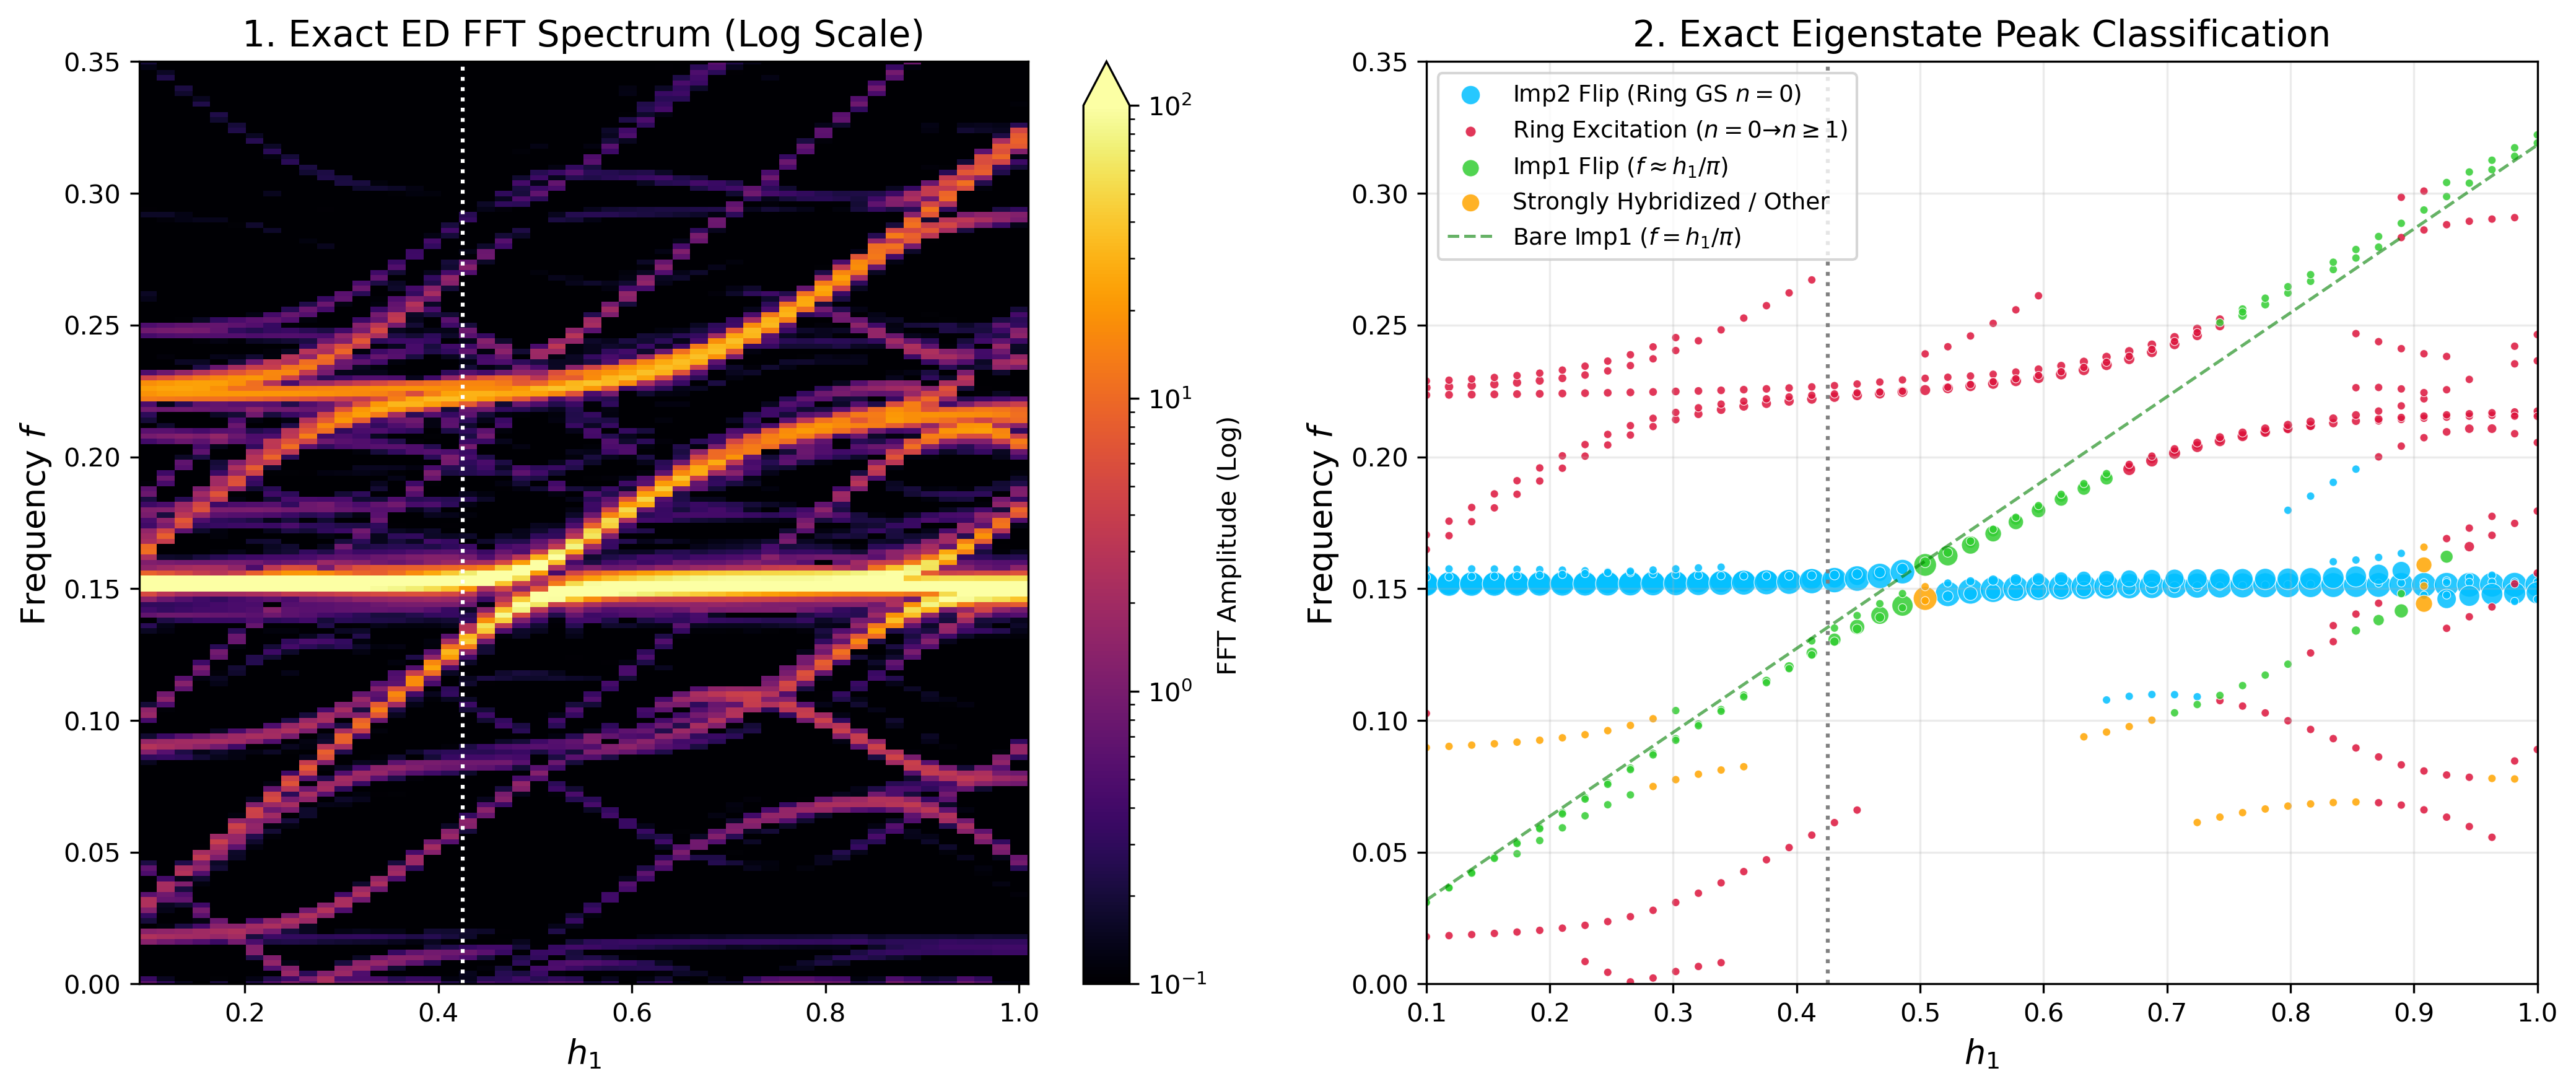 1. Exact ED FFT Spectrum (Log Scale)
Frequency f
0.35
0.30
0.25
0.20
0.15
0.10
0.05
0.00
0.2
0.4
0.6
0.8
1.0
h₁
10²
10¹
10⁰
10⁻¹
FFT Amplitude (Log)
2. Exact Eigenstate Peak Classification
Imp2 Flip (Ring GS n = 0)
Ring Excitation (n = 0→n ≥ 1)
Imp1 Flip (f ≈ h₁/π)
Strongly Hybridized / Other
Bare Imp1 (f = h₁/π)
Frequency f
0.35
0.30
0.25
0.20
0.15
0.10
0.05
0.00
0.1
0.2
0.3
0.4
0.5
0.6
0.7
0.8
0.9
1.0
h₁